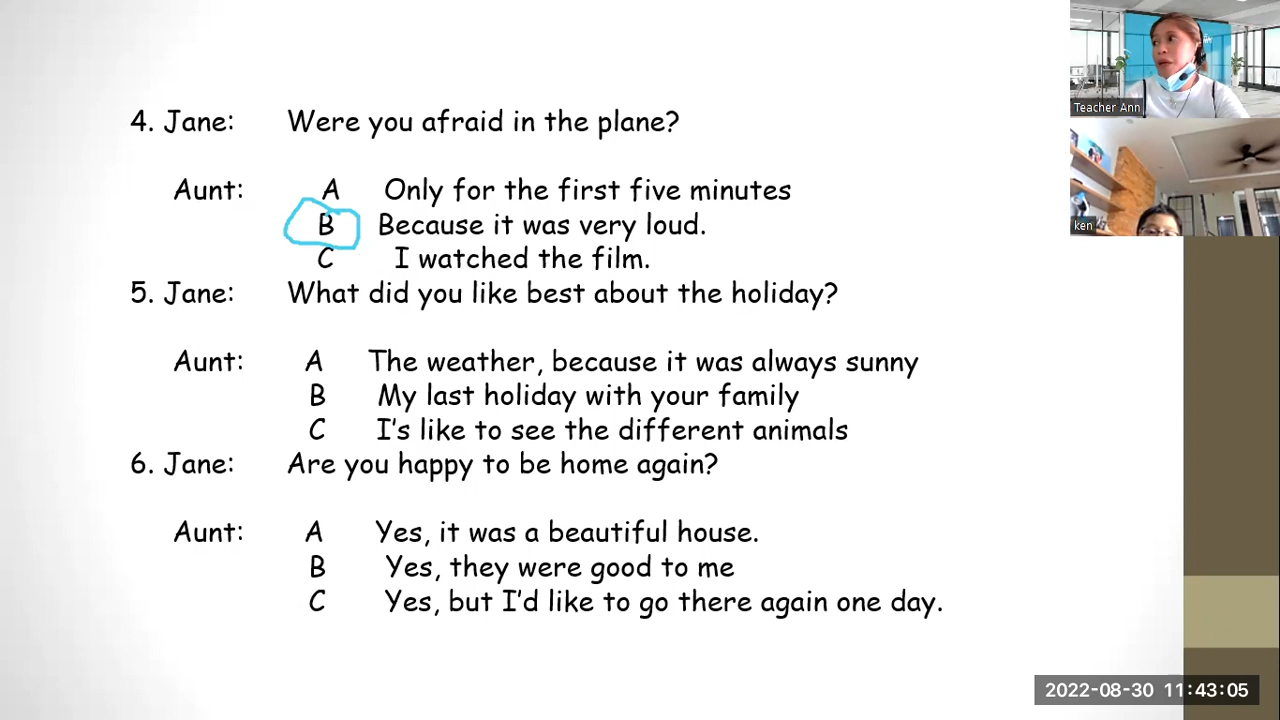 4. Jane: Were you afraid in the plane?
Aunt: A Only for the first five minutes
B Because it was very loud.
C I watched the film.
5. Jane: What did you like best about the holiday?
Aunt: A The weather, because it was always sunny
B My last holiday with your family
C I's like to see the different animals
6. Jane: Are you happy to be home again?
Aunt: A Yes, it was a beautiful house.
B Yes, they were good to me
C Yes, but I'd like to go there again one day.
Teacher Ann
ken
2022-08-30 11:43:05